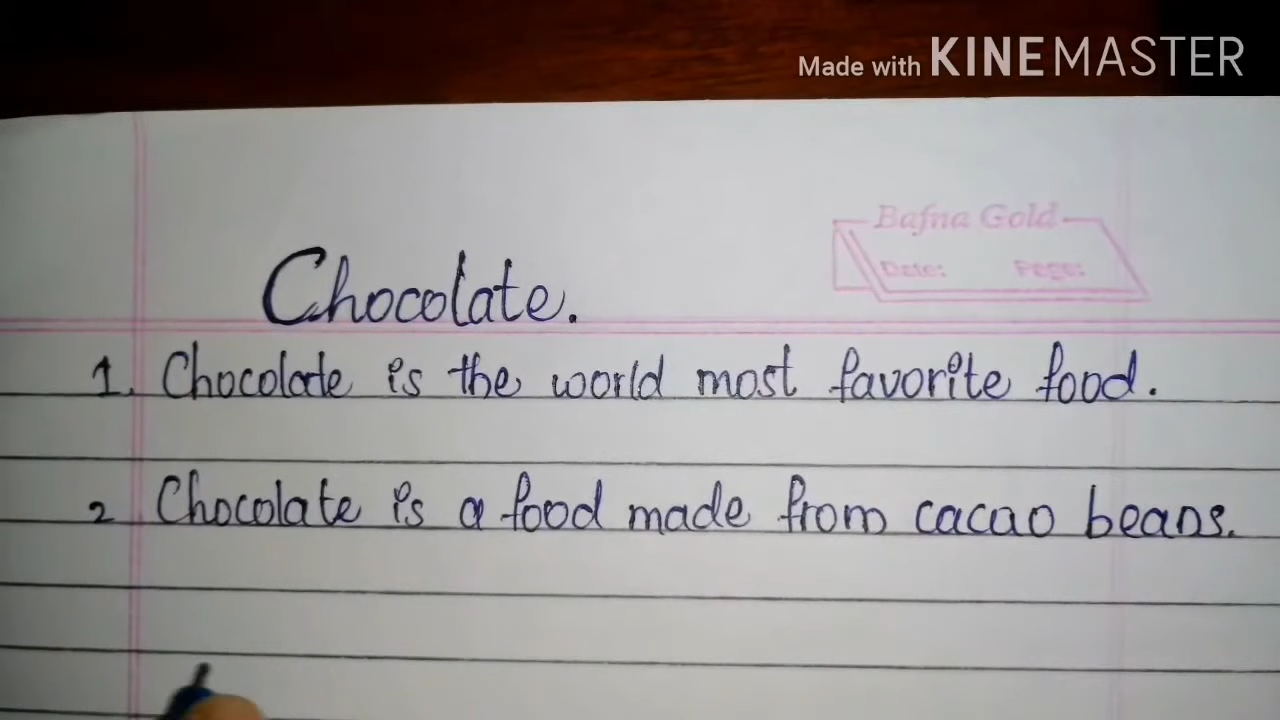 Made with KINEMASTER
Bafna Gold
Date: Page:
Chocolate.
1. Chocolate is the world most favorite food.
2 Chocolate is a food made from cacao beans.